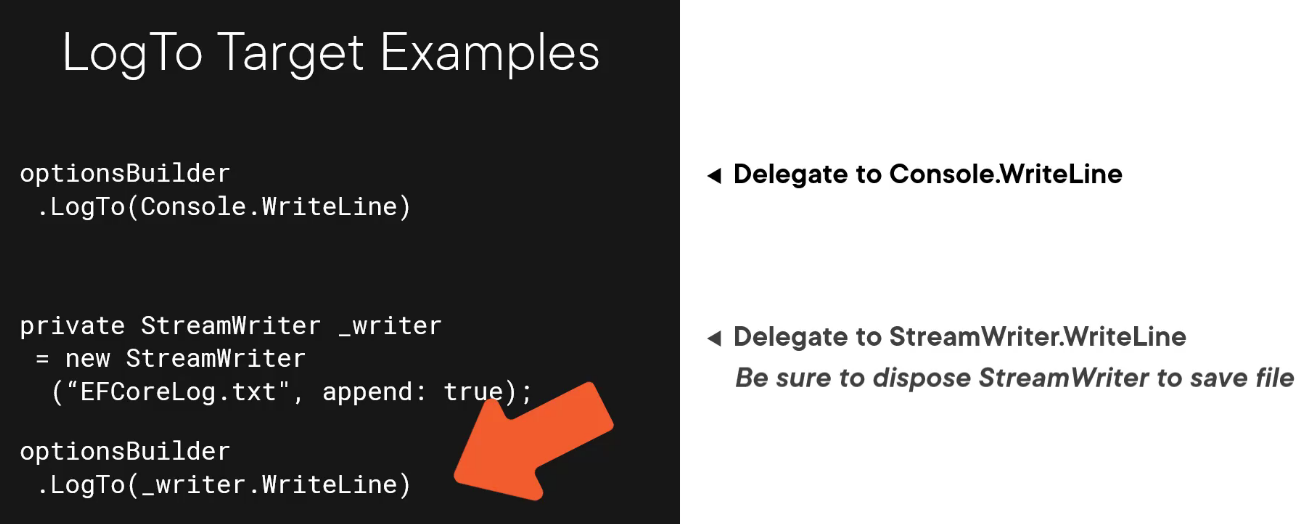 LogTo Target Examples
optionsBuilder
.LogTo(Console.WriteLine)
◄ Delegate to Console.WriteLine
private StreamWriter _writer
= new StreamWriter
(“EFCoreLog.txt", append: true);
◄ Delegate to StreamWriter.WriteLine
Be sure to dispose StreamWriter to save file
optionsBuilder
.LogTo(_writer.WriteLine)